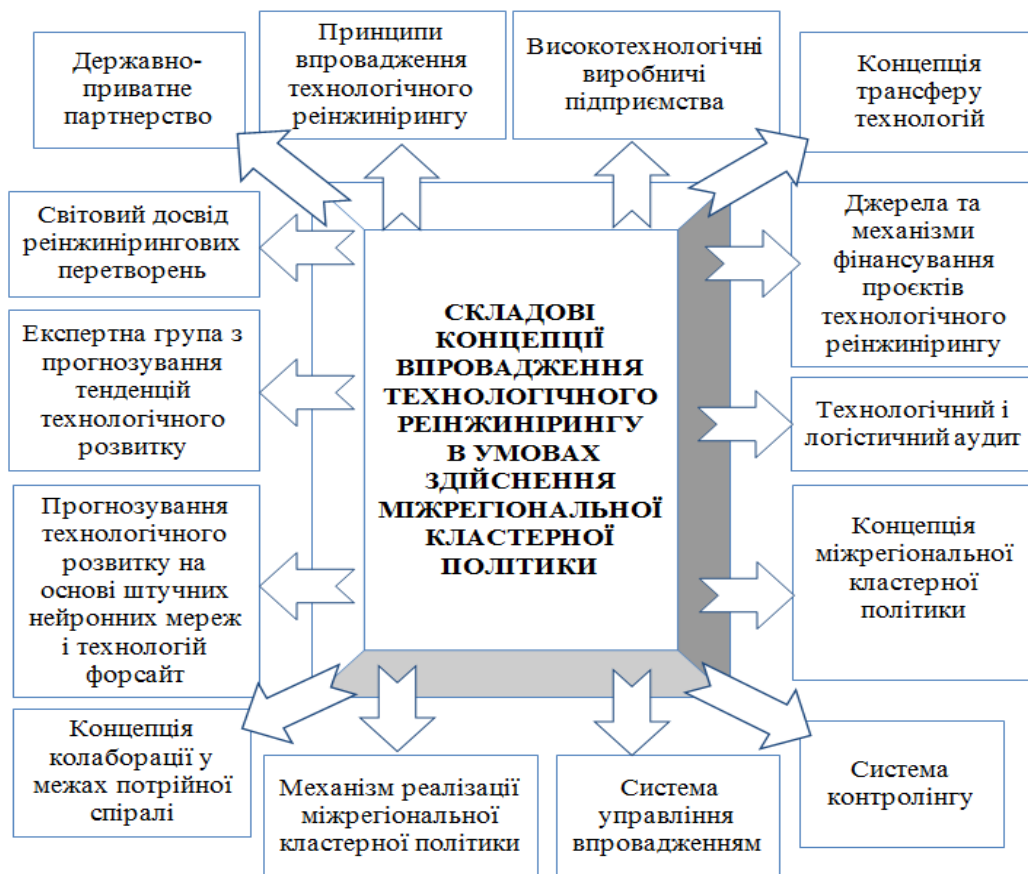 Державно-
приватне
партнерство
Принципи
впровадження
технологічного
реінжинірингу
Високотехнологічні
виробничі
підприємства
Концепція
трансферу
технологій
Світовий досвід
реінжинірингових
перетворень
Експертна група з
прогнозування
тенденцій
технологічного
розвитку
Прогнозування
технологічного
розвитку на
основі штучних
нейронних мереж
і технологій
форсайт
Концепція
колаборації у
межах потрійної
спіралі
СКЛАДОВІ
КОНЦЕПЦІЇ
ВПРОВАДЖЕННЯ
ТЕХНОЛОГІЧНОГО
РЕІНЖИНІРИНГУ
В УМОВАХ
ЗДІЙСНЕННЯ
МІЖРЕГІОНАЛЬНОЇ
КЛАСТЕРНОЇ
ПОЛІТИКИ
Джерела та
механізми
фінансування
проєктів
технологічного
реінжинірингу
Технологічний і
логістичний аудит
Концепція
міжрегіональної
кластерної
політики
Механізм реалізації
міжрегіональної
кластерної політики
Система
управління
впровадженням
Система
контролінгу